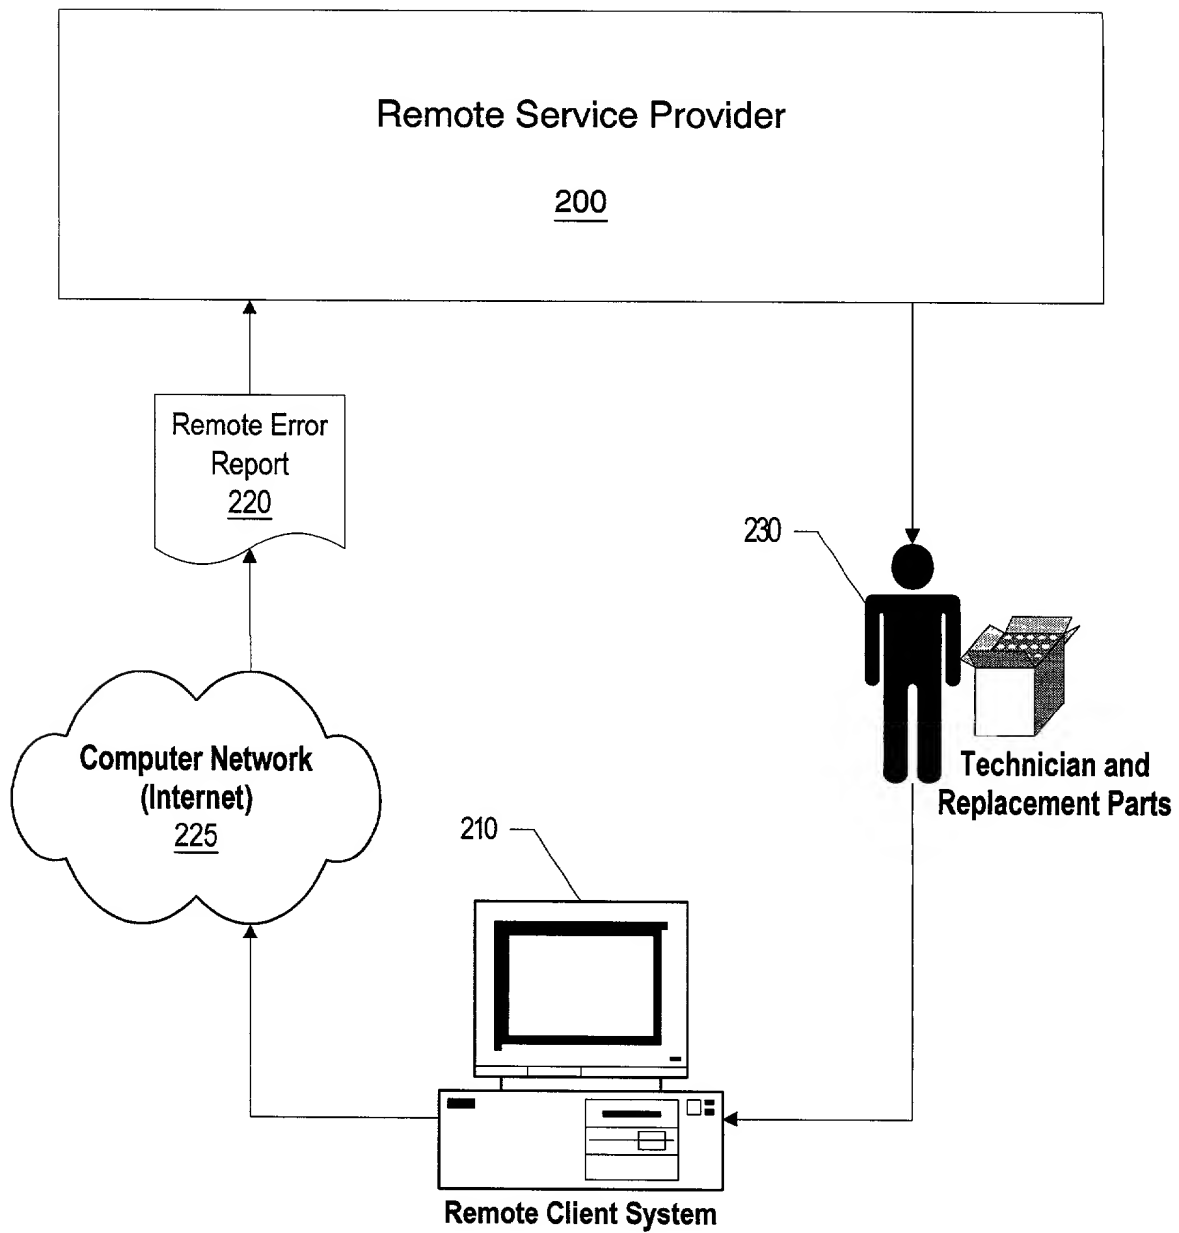 Remote Service Provider
200
Remote Error
Report
220
230
Computer Network
(Internet)
225
Technician and
Replacement Parts
210
Remote Client System